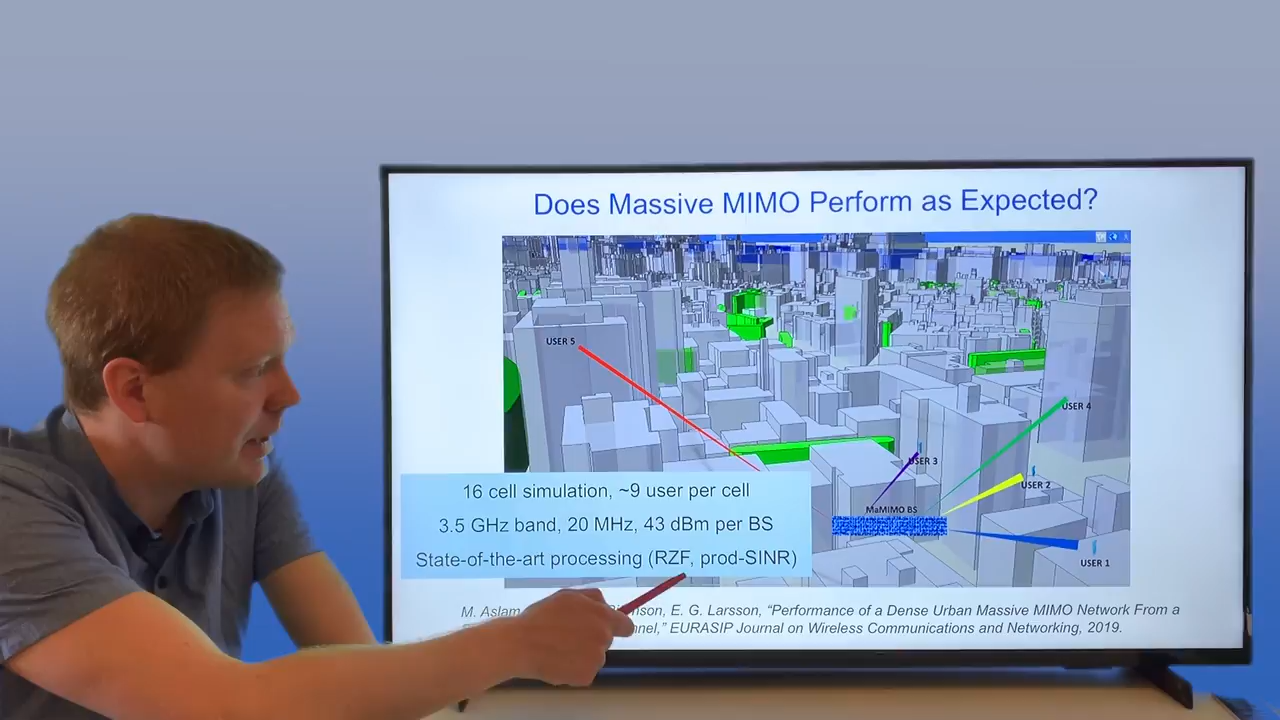 Does Massive MIMO Perform as Expected?
USER 5
USER 4
USER 3
USER 2
MaMIMO BS
USER 1
16 cell simulation, ~9 user per cell
3.5 GHz band, 20 MHz, 43 dBm per BS
State-of-the-art processing (RZF, prod-SINR)
M. Aslam, E. G. Larsson, “Performance of a Dense Urban Massive MIMO Network From a
EURASIP Journal on Wireless Communications and Networking, 2019.